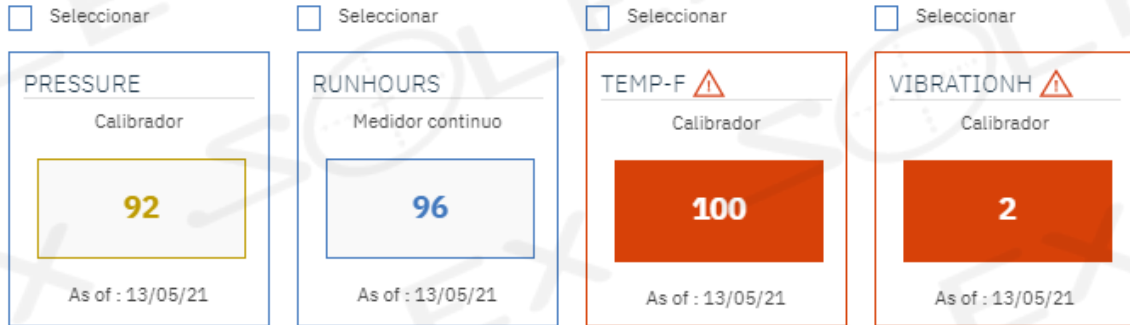 Seleccionar
PRESSURE
Calibrador
92
As of : 13/05/21
Seleccionar
RUNHOURS
Medidor continuo
96
As of : 13/05/21
Seleccionar
TEMP-F
Calibrador
100
As of : 13/05/21
Seleccionar
VIBRATIONH
Calibrador
2
As of : 13/05/21